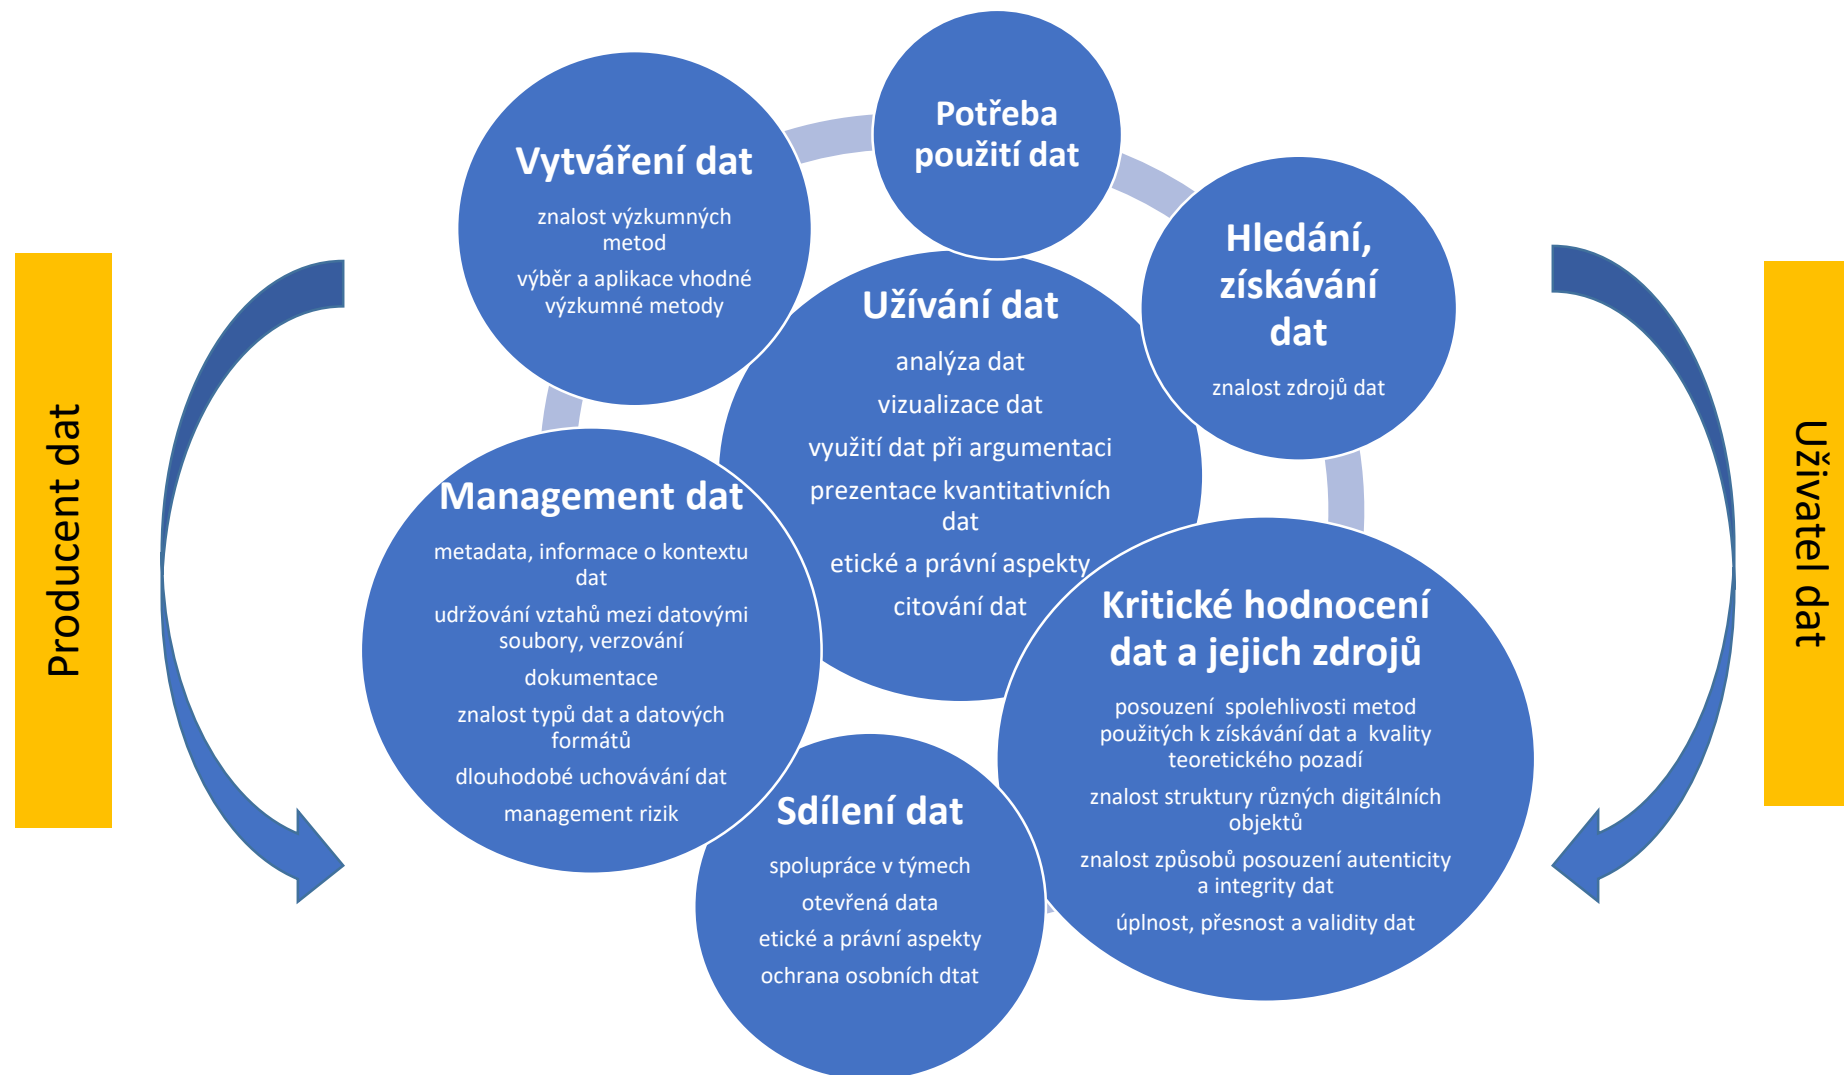 Producent dat
Vytváření dat
znalost výzkumných
metod
výběr a aplikace vhodné
výzkumné metody
Potřeba
použití dat
Hledání,
získávání
dat
znalost zdrojů dat
Užívání dat
analýza dat
vizualizace dat
využití dat při argumentaci
prezentace kvantitativních
dat
etické a právní aspekty
citování dat
Management dat
metadata, informace o kontextu
dat
udržování vztahů mezi datovými
soubory, verzování
dokumentace
znalost typů dat a datových
formátů
dlouhodobé uchovávání dat
management rizik
Kritické hodnocení
dat a jejich zdrojů
posouzení  spolehlivosti metod
použitých k získávání dat a  kvality
teoretického pozadí
znalost struktury různých digitálních
objektů
znalost způsobů posouzení autenticity
a integrity dat
úplnost, přesnost a validity dat
Sdílení dat
spolupráce v týmech
otevřená data
etické a právní aspekty
ochrana osobních dtat
Uživatel dat